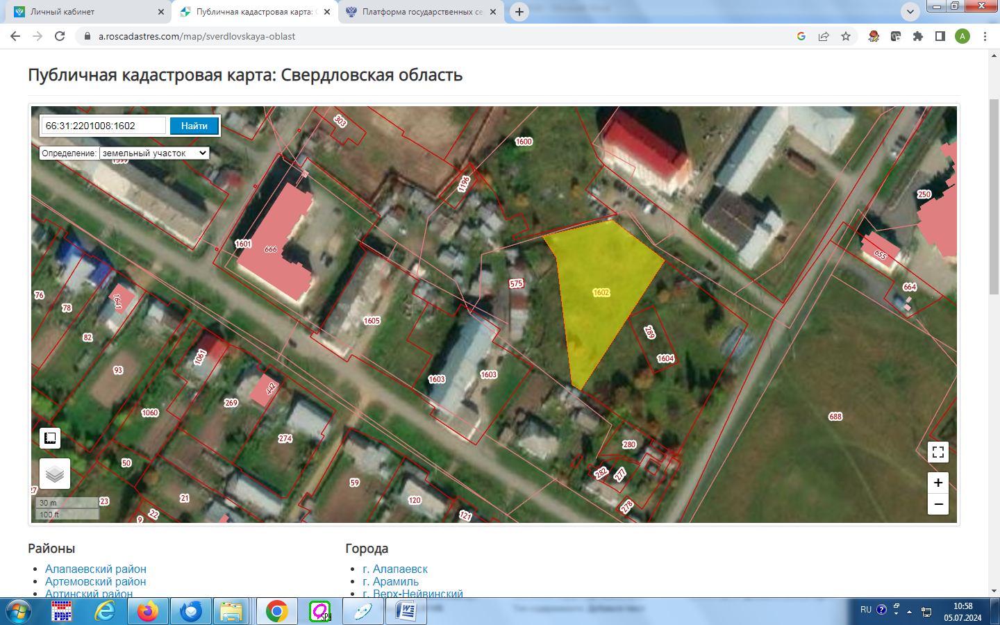 Личный кабинет
Публичная кадастровая карта: С
Платформа государственных се
a.roscadastres.com/map/sverdlovskaya-oblast
A
Публичная кадастровая карта: Свердловская область
66:31:2201008:1602
Найти
Определение:
земельный участок
1599
303
1600
1196
250
1601
666
655
575
1602
664
76
78
1641
82
1605
289
1604
93
1061
1603
1603
442
269
1060
688
274
280
50
282
277
59
27
23
21
120
278
22
9
121
30 m
100 ft
+
−
Районы
Города
Алапаевский район
г. Алапаевск
Артемовский район
г. Арамиль
Артинский район
г. Верх-Нейвинский
RU
10:58
05.07.2024